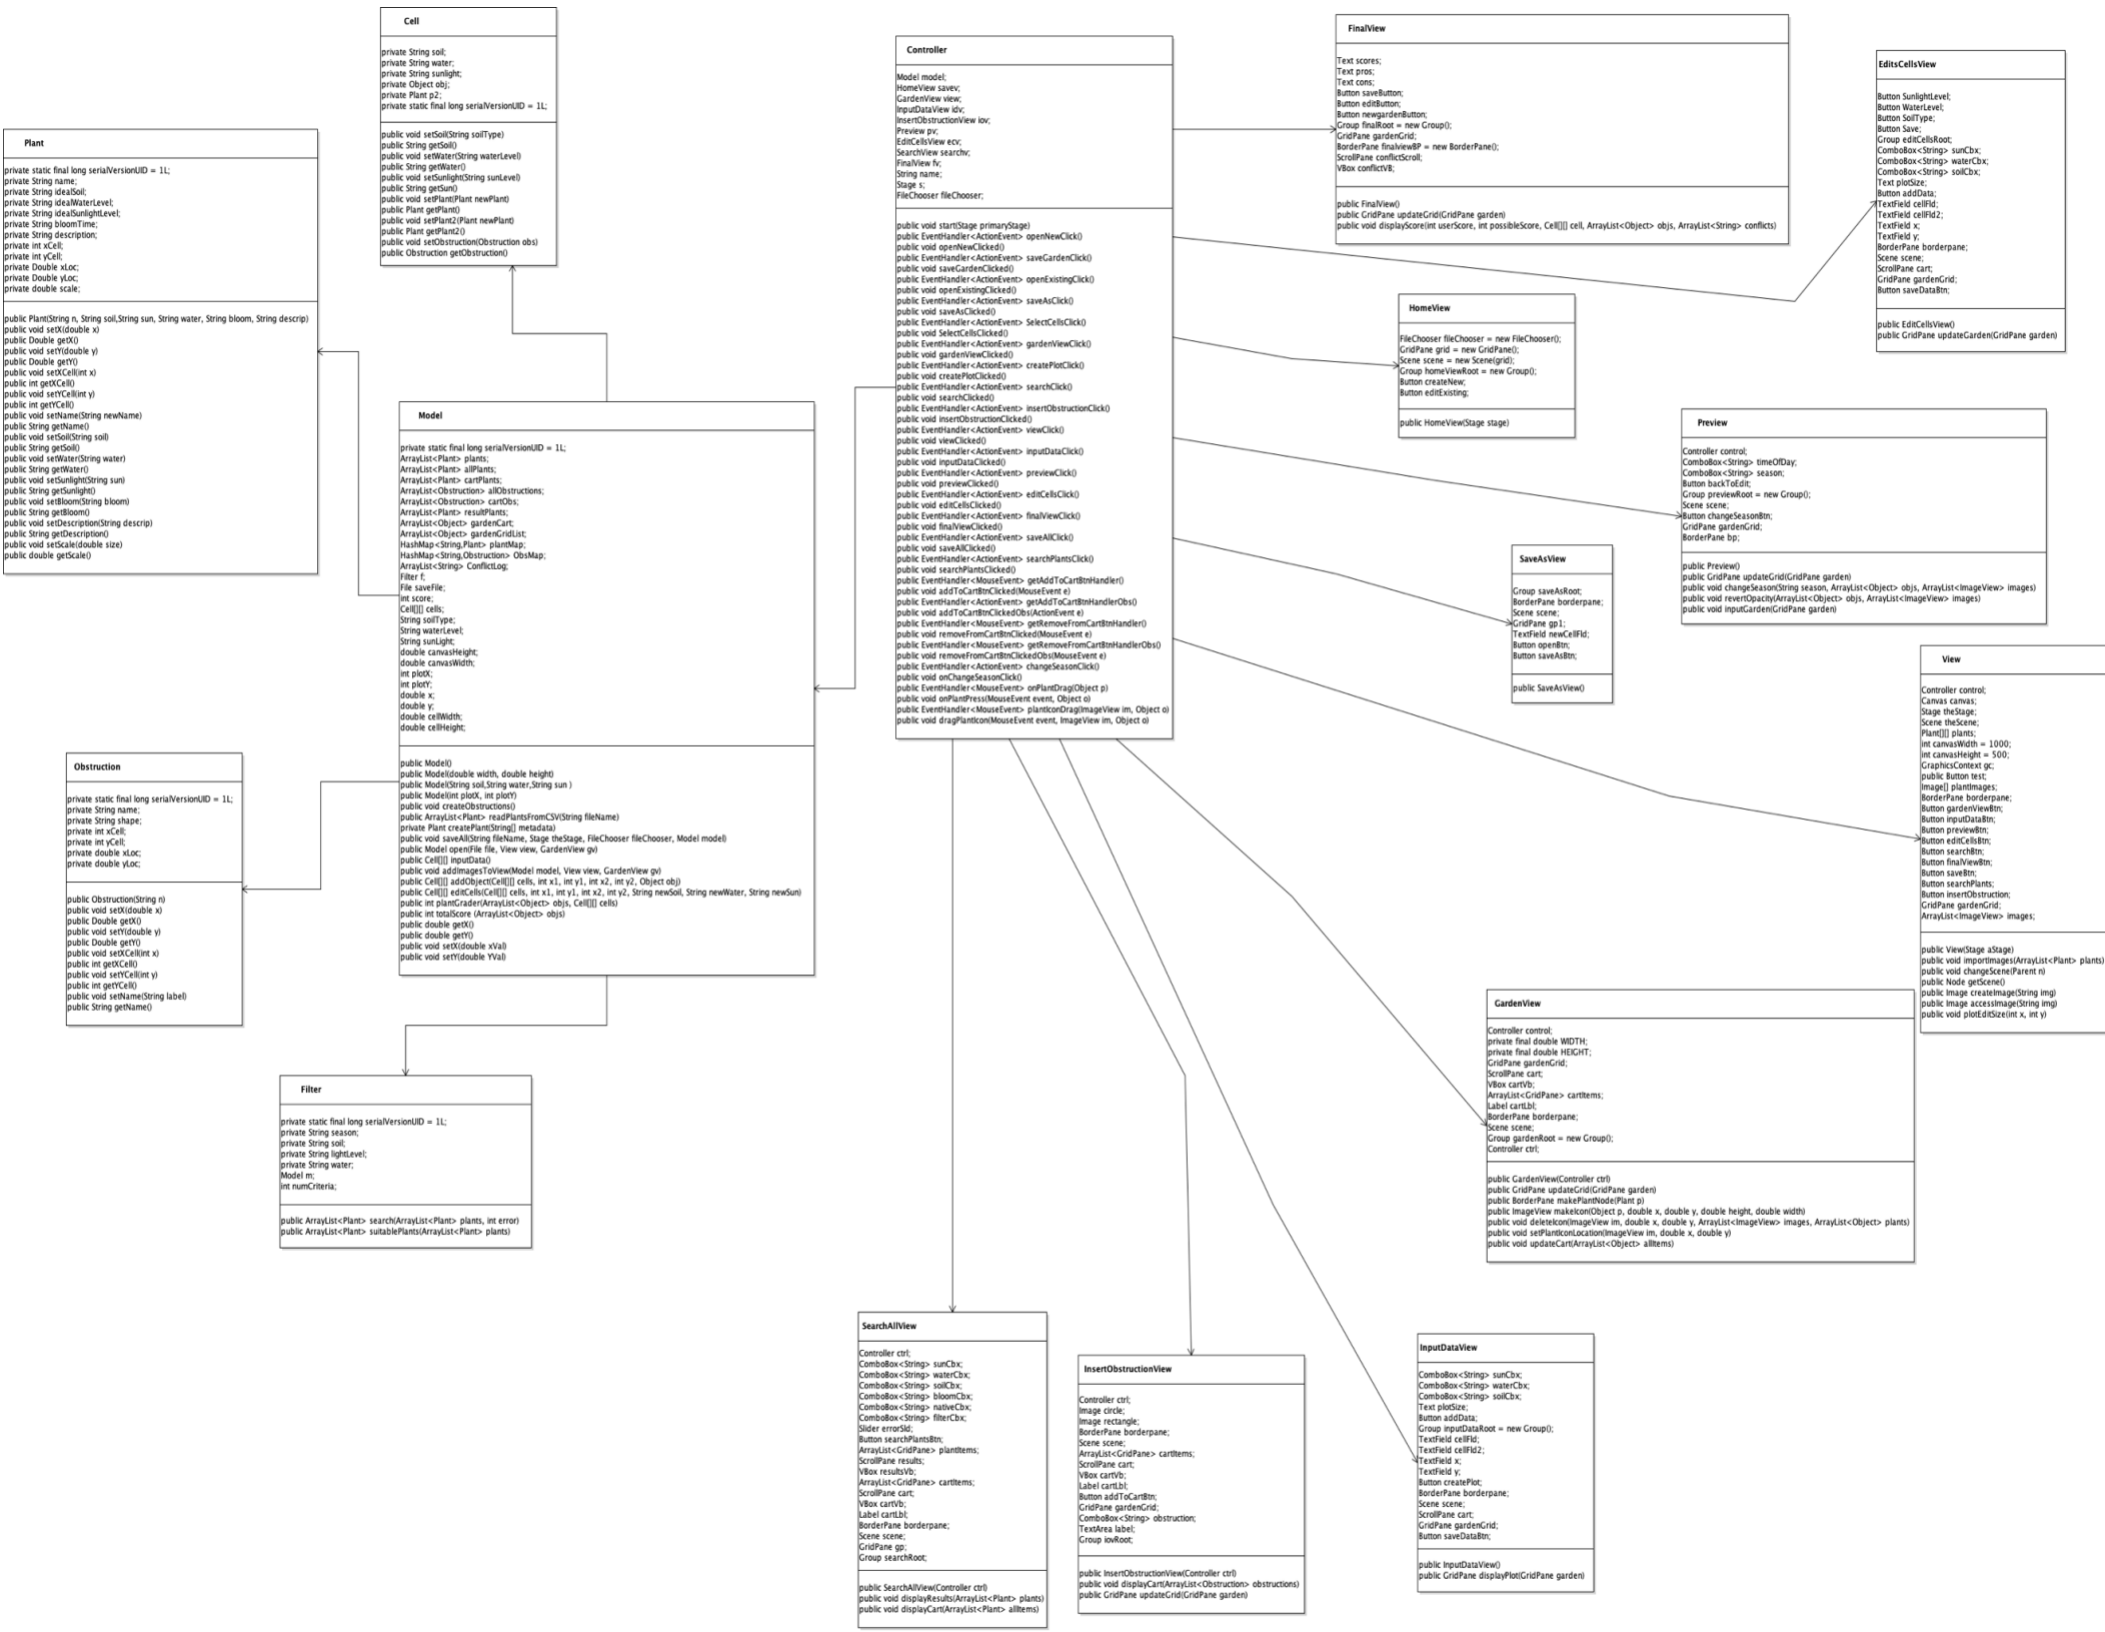 Cell
private String soil;
private String water;
private String sunlight;
private Object obj;
private Plant p2;
private static final long serialVersionUID = 1L;
public void setSoil(String soilType)
public String getSoil()
public void setWater(String waterLevel)
public String getWater()
public void setSunlight(String sunLevel)
public String getSun()
public void setPlant(Plant newPlant)
public Plant getPlant()
public void setPlant2(Plant newPlant)
public Plant getPlant2()
public void setObstruction(Obstruction obs)
public Obstruction getObstruction()
Plant
private static final long serialVersionUID = 1L;
private String name;
private String idealSoil;
private String idealWaterLevel;
private String idealSunlightLevel;
private String bloomTime;
private String description;
private int xCell;
private int yCell;
private Double xLoc;
private Double yLoc;
private double scale;
public Plant(String n, String soil,String sun, String water, String bloom, String descrip)
public void setX(double x)
public Double getX()
public void setY(double y)
public Double getY()
public void setXCell(int x)
public int getXCell()
public void setYCell(int y)
public int getYCell()
public void setName(String newName)
public String getName()
public void setSoil(String soil)
public String getSoil()
public void setWater(String water)
public String getWater()
public void setSunlight(String sun)
public String getSunlight()
public void setBloom(String bloom)
public String getBloom()
public void setDescription(String descrip)
public String getDescription()
public void setScale(double size)
public double getScale()
Model
private static final long serialVersionUID = 1L;
ArrayList<Plant> plants;
ArrayList<Plant> allPlants;
ArrayList<Plant> cartPlants;
ArrayList<Obstruction> allObstructions;
ArrayList<Obstruction> cartObs;
ArrayList<Plant> resultPlants;
ArrayList<Object> gardenCart;
ArrayList<Object> gardenGridList;
HashMap<String,Plant> plantMap;
HashMap<String,Obstruction> ObsMap;
ArrayList<String> ConflictLog;
Filter f;
File saveFile;
int score;
Cell[][] cells;
String soilType;
String waterLevel;
String sunLight;
double canvasHeight;
double canvasWidth;
int plotX;
int plotY;
double x;
double y;
double cellWidth;
double cellHeight;
public Model()
public Model(double width, double height)
public Model(String soil,String water,String sun )
public Model(int plotX, int plotY)
public void createObstructions()
public ArrayList<Plant> readPlantsFromCSV(String fileName)
private Plant createPlant(String[] metadata)
public void saveAll(String fileName, Stage theStage, FileChooser fileChooser, Model model)
public Model open(File file, View view, GardenView gv)
public Cell[][] inputData()
public void addImagesToView(Model model, View view, GardenView gv)
public Cell[][] addObject(Cell[][] cells, int x1, int y1, int x2, int y2, Object obj)
public Cell[][] editCells(Cell[][] cells, int x1, int y1, int x2, int y2, String newSoil, String newWater, String newSun)
public int plantGrader(ArrayList<Object> objs, Cell[][] cells)
public int totalScore (ArrayList<Object> objs)
public double getX()
public double getY()
public void setX(double xVal)
public void setY(double YVal)
Obstruction
private static final long serialVersionUID = 1L;
private String name;
private String shape;
private int xCell;
private int yCell;
private double xLoc;
private double yLoc;
public Obstruction(String n)
public void setX(double x)
public Double getX()
public void setY(double y)
public Double getY()
public void setXCell(int x)
public int getXCell()
public void setYCell(int y)
public int getYCell()
public void setName(String label)
public String getName()
Filter
private static final long serialVersionUID = 1L;
private String season;
private String soil;
private String lightLevel;
private String water;
Model m;
int numCriteria;
public ArrayList<Plant> search(ArrayList<Plant> plants, int error)
public ArrayList<Plant> suitablePlants(ArrayList<Plant> plants)
Controller
Model model;
HomeView savev;
GardenView view;
InputDataView idv;
InsertObstructionView iov;
Preview pv;
EditCellsView ecv;
SearchView searchv;
FinalView fv;
String name;
Stage s;
FileChooser fileChooser;
public void start(Stage primaryStage)
public EventHandler<ActionEvent> openNewClick()
public void openNewClicked()
public EventHandler<ActionEvent> saveGardenClick()
public void saveGardenClicked()
public EventHandler<ActionEvent> openExistingClick()
public void openExistingClicked()
public EventHandler<ActionEvent> saveAsClick()
public void saveAsClicked()
public EventHandler<ActionEvent> SelectCellsClick()
public void SelectCellsClicked()
public EventHandler<ActionEvent> gardenViewClick()
public void gardenViewClicked()
public EventHandler<ActionEvent> createPlotClick()
public void createPlotClicked()
public EventHandler<ActionEvent> searchClick()
public void searchClicked()
public EventHandler<ActionEvent> insertObstructionClick()
public void insertObstructionClicked()
public EventHandler<ActionEvent> viewClick()
public void viewClicked()
public EventHandler<ActionEvent> inputDataClick()
public void inputDataClicked()
public EventHandler<ActionEvent> previewClick()
public void previewClicked()
public EventHandler<ActionEvent> editCellsClick()
public void editCellsClicked()
public EventHandler<ActionEvent> finalViewClick()
public void finalViewClicked()
public EventHandler<ActionEvent> saveAllClick()
public void saveAllClicked()
public EventHandler<ActionEvent> searchPlantsClick()
public void searchPlantsClicked()
public EventHandler<MouseEvent> getAddToCartBtnHandler()
public void addToCartBtnClicked(MouseEvent e)
public EventHandler<ActionEvent> getAddToCartBtnHandlerObs()
public void addToCartBtnClickedObs(ActionEvent e)
public EventHandler<MouseEvent> getRemoveFromCartBtnHandler()
public void removeFromCartBtnClicked(MouseEvent e)
public EventHandler<MouseEvent> getRemoveFromCartBtnHandlerObs()
public void removeFromCartBtnClickedObs(MouseEvent e)
public EventHandler<ActionEvent> changeSeasonClick()
public void onChangeSeasonClick()
public EventHandler<MouseEvent> onPlantDrag(Object p)
public void onPlantPress(MouseEvent event, Object o)
public EventHandler<MouseEvent> plantIconDrag(ImageView im, Object o)
public void dragPlantIcon(MouseEvent event, ImageView im, Object o)
FinalView
Text scores;
Text pros;
Text cons;
Button saveButton;
Button editButton;
Button newgardenButton;
Group finalRoot = new Group();
GridPane gardenGrid;
BorderPane finalviewBP = new BorderPane();
ScrollPane conflictScroll;
VBox conflictVB;
public FinalView()
public GridPane updateGrid(GridPane garden)
public void displayScore(int userScore, int possibleScore, Cell[][] cell, ArrayList<Object> objs, ArrayList<String> conflicts)
EditsCellsView
Button SunlightLevel;
Button WaterLevel;
Button SoilType;
Button Save;
Group editCellsRoot;
ComboBox<String> sunCbx;
ComboBox<String> waterCbx;
ComboBox<String> soilCbx;
Text plotSize;
Button addData;
TextField cellFld;
TextField cellFld2;
TextField x;
TextField y;
BorderPane borderpane;
Scene scene;
ScrollPane cart;
GridPane gardenGrid;
Button saveDataBtn;
public EditCellsView()
public GridPane updateGarden(GridPane garden)
HomeView
FileChooser fileChooser = new FileChooser();
GridPane grid = new GridPane();
Scene scene = new Scene(grid);
Group homeViewRoot = new Group();
Button createNew;
Button editExisting;
public HomeView(Stage stage)
Preview
Controller control;
ComboBox<String> timeOfDay;
ComboBox<String> season;
Button backToEdit;
Group previewRoot = new Group();
Scene scene;
Button changeSeasonBtn;
GridPane gardenGrid;
BorderPane bp;
public Preview()
public GridPane updateGrid(GridPane garden)
public void changeSeason(String season, ArrayList<Object> objs, ArrayList<ImageView> images)
public void revertOpacity(ArrayList<Object> objs, ArrayList<ImageView> images)
public void inputGarden(GridPane garden)
SaveAsView
Group saveAsRoot;
BorderPane borderpane;
Scene scene;
GridPane gp1;
TextField newCellFld;
Button openBtn;
Button saveAsBtn;
public SaveAsView()
View
Controller control;
Canvas canvas;
Stage theStage;
Scene theScene;
Plant[][] plants;
int canvasWidth = 1000;
int canvasHeight = 500;
GraphicsContext gc;
public Button test;
Image[] plantImages;
BorderPane borderpane;
Button gardenViewBtn;
Button inputDataBtn;
Button previewBtn;
Button editCellsBtn;
Button searchBtn;
Button finalViewBtn;
Button saveBtn;
Button searchPlants;
Button insertObstruction;
GridPane gardenGrid;
ArrayList<ImageView> images;
public View(Stage aStage)
public void importImages(ArrayList<Plant> plants)
public void changeScene(Parent n)
public Node getScene()
public Image createImage(String img)
public Image accessImage(String img)
public void plotEditSize(int x, int y)
GardenView
Controller control;
private final double WIDTH;
private final double HEIGHT;
GridPane gardenGrid;
ScrollPane cart;
VBox cartVb;
ArrayList<GridPane> cartItems;
Label cartLbl;
BorderPane borderpane;
Scene scene;
Group gardenRoot = new Group();
Controller ctrl;
public GardenView(Controller ctrl)
public GridPane updateGrid(GridPane garden)
public BorderPane makePlantNode(Plant p)
public ImageView makeIcon(Object p, double x, double y, double height, double width)
public void deleteIcon(ImageView im, double x, double y, ArrayList<ImageView> images, ArrayList<Object> plants)
public void setPlantIconLocation(ImageView im, double x, double y)
public void updateCart(ArrayList<Object> allItems)
SearchAllView
Controller ctrl;
ComboBox<String> sunCbx;
ComboBox<String> waterCbx;
ComboBox<String> soilCbx;
ComboBox<String> bloomCbx;
ComboBox<String> nativeCbx;
ComboBox<String> filterCbx;
Slider errorSld;
Button searchPlantsBtn;
ArrayList<GridPane> plantItems;
ScrollPane results;
VBox resultsVb;
ArrayList<GridPane> cartItems;
ScrollPane cart;
VBox cartVb;
Label cartLbl;
BorderPane borderpane;
Scene scene;
GridPane gp;
Group searchRoot;
public SearchAllView(Controller ctrl)
public void displayResults(ArrayList<Plant> plants)
public void displayCart(ArrayList<Plant> allItems)
InsertObstructionView
Controller ctrl;
Image circle;
Image rectangle;
BorderPane borderpane;
Scene scene;
ArrayList<GridPane> cartItems;
ScrollPane cart;
VBox cartVb;
Label cartLbl;
Button addToCartBtn;
GridPane gardenGrid;
ComboBox<String> obstruction;
TextArea label;
Group iovRoot;
public InsertObstructionView(Controller ctrl)
public void displayCart(ArrayList<Obstruction> obstructions)
public GridPane updateGrid(GridPane garden)
InputDataView
ComboBox<String> sunCbx;
ComboBox<String> waterCbx;
ComboBox<String> soilCbx;
Text plotSize;
Button addData;
Group inputDataRoot = new Group();
TextField cellFld;
TextField cellFld2;
TextField x;
TextField y;
Button createPlot;
BorderPane borderpane;
Scene scene;
ScrollPane cart;
GridPane gardenGrid;
Button saveDataBtn;
public InputDataView()
public GridPane displayPlot(GridPane garden)